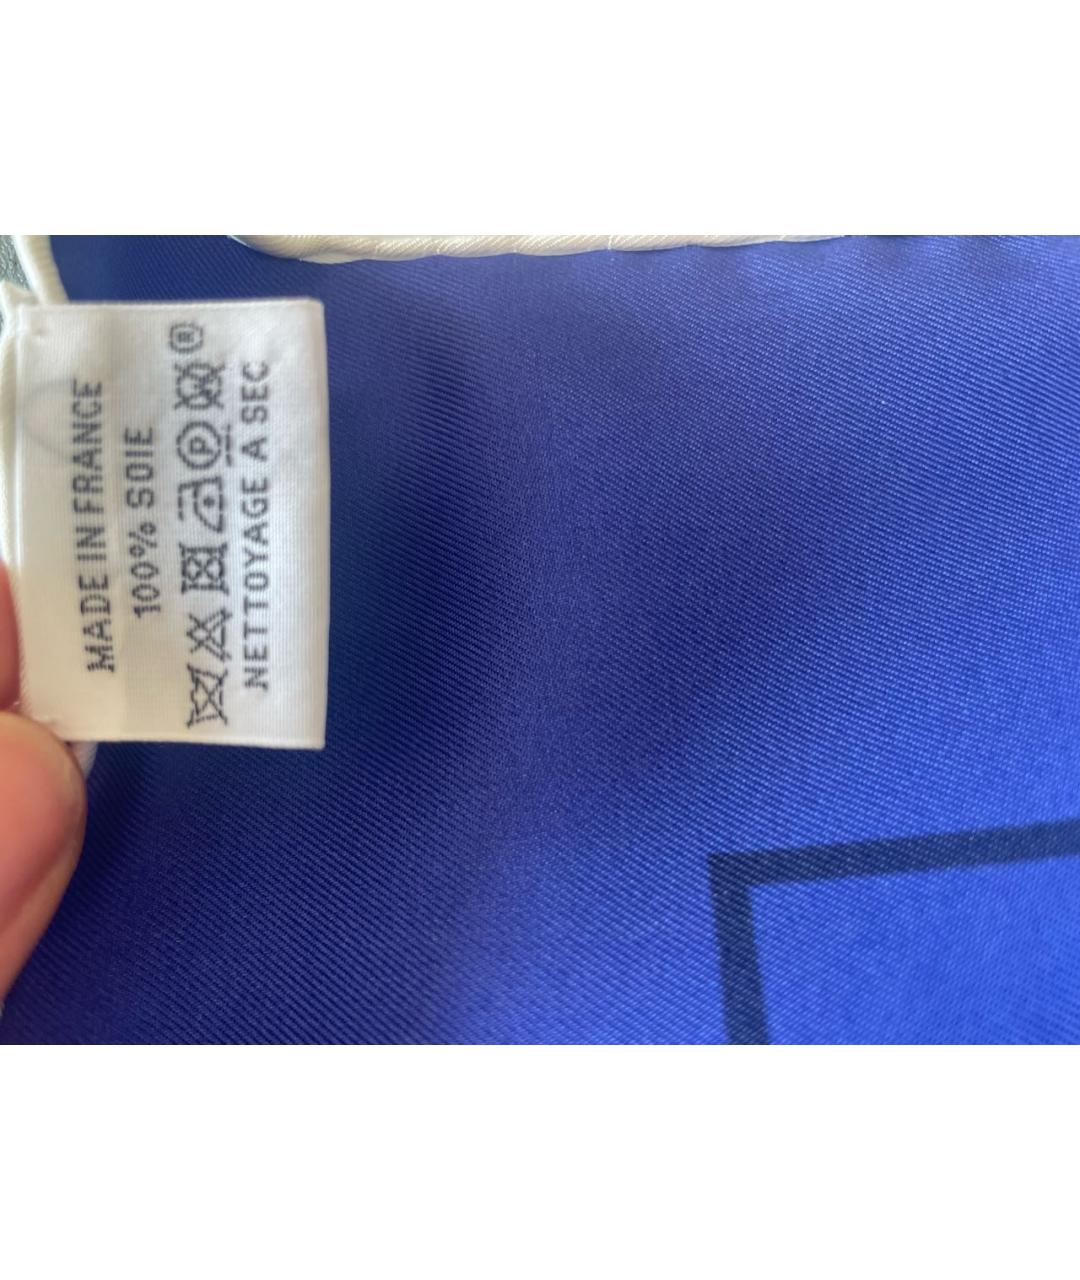 MADE IN FRANCE
100% SOIE
P ®
NETTOYAGE A SEC